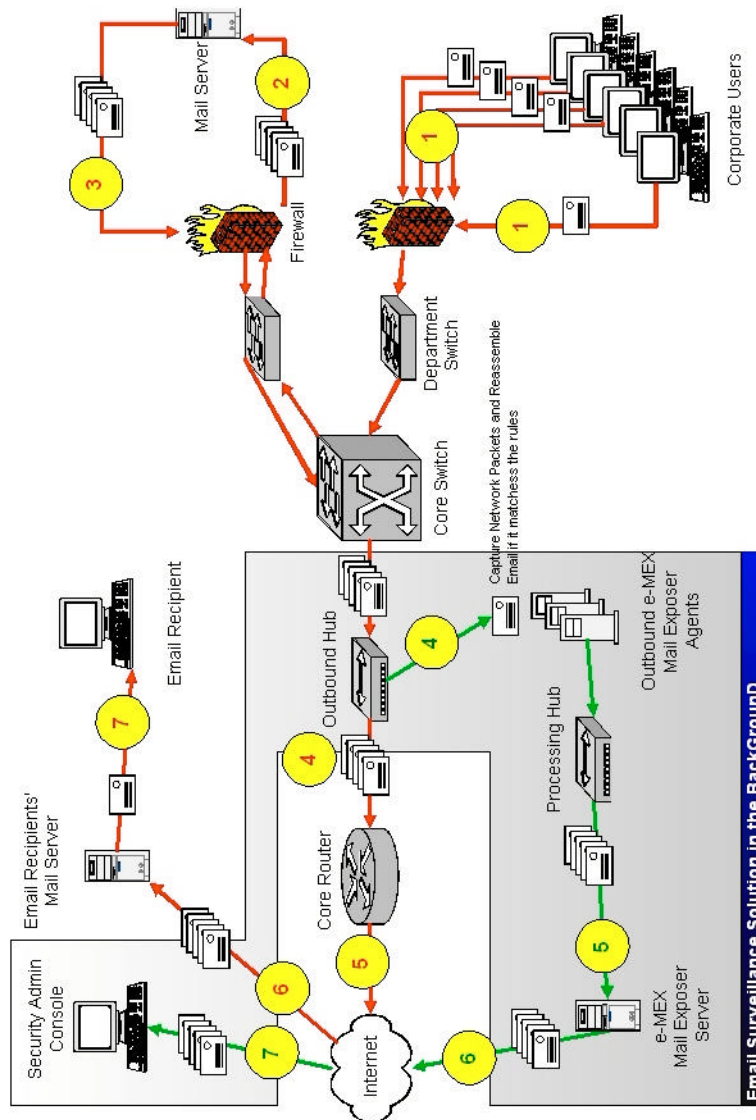 Security Admin
Console
Email Recipients'
Mail Server
Email Recipient
Mail Server
7
6
7
3
2
Firewall
Internet
5
Core Router
4
Outbound Hub
Core Switch
Department
Switch
1
1
Corporate Users
4
Capture Network Packets and Reassemble
Email if it matchess the rules
6
e-MEX
Mail Exposer
Server
5
Processing Hub
Outbound e-MEX
Mail Exposer
Agents
Email Surveillance Solution in the BackGrounD